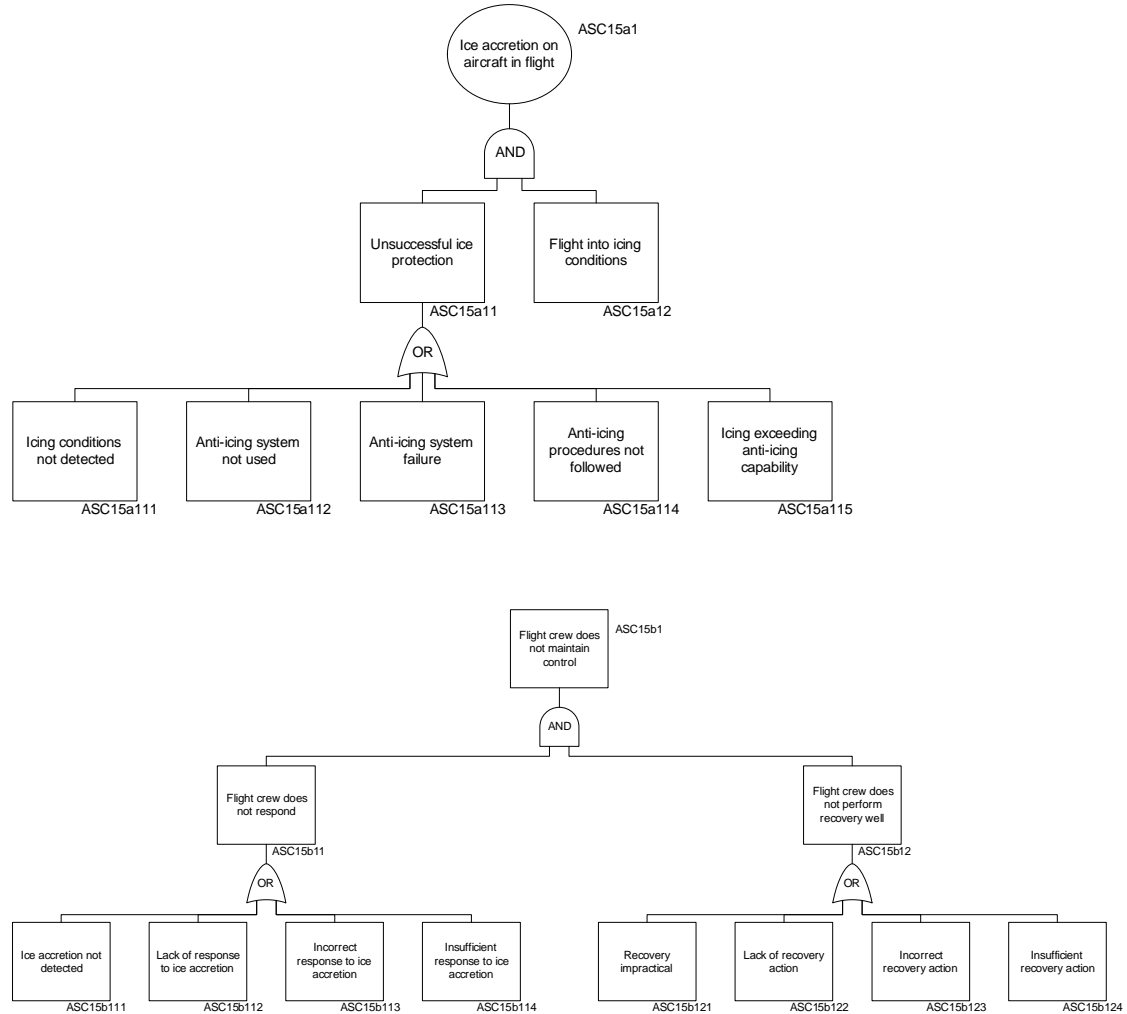 ASC15a1
Ice accretion on
aircraft in flight
AND
Unsuccessful ice
protection
ASC15a11
Flight into icing
conditions
ASC15a12
OR
Icing conditions
not detected
ASC15a111
Anti-icing system
not used
ASC15a112
Anti-icing system
failure
ASC15a113
Anti-icing
procedures not
followed
ASC15a114
Icing exceeding
anti-icing
capability
ASC15a115
Flight crew does
not maintain
control
ASC15b1
AND
Flight crew does
not respond
ASC15b11
Flight crew does
not perform
recovery well
ASC15b12
OR
OR
Ice accretion not
detected
ASC15b111
Lack of response
to ice accretion
ASC15b112
Incorrect
response to ice
accretion
ASC15b113
Insufficient
response to ice
accretion
ASC15b114
Recovery
impractical
ASC15b121
Lack of recovery
action
ASC15b122
Incorrect
recovery action
ASC15b123
Insufficient
recovery action
ASC15b124